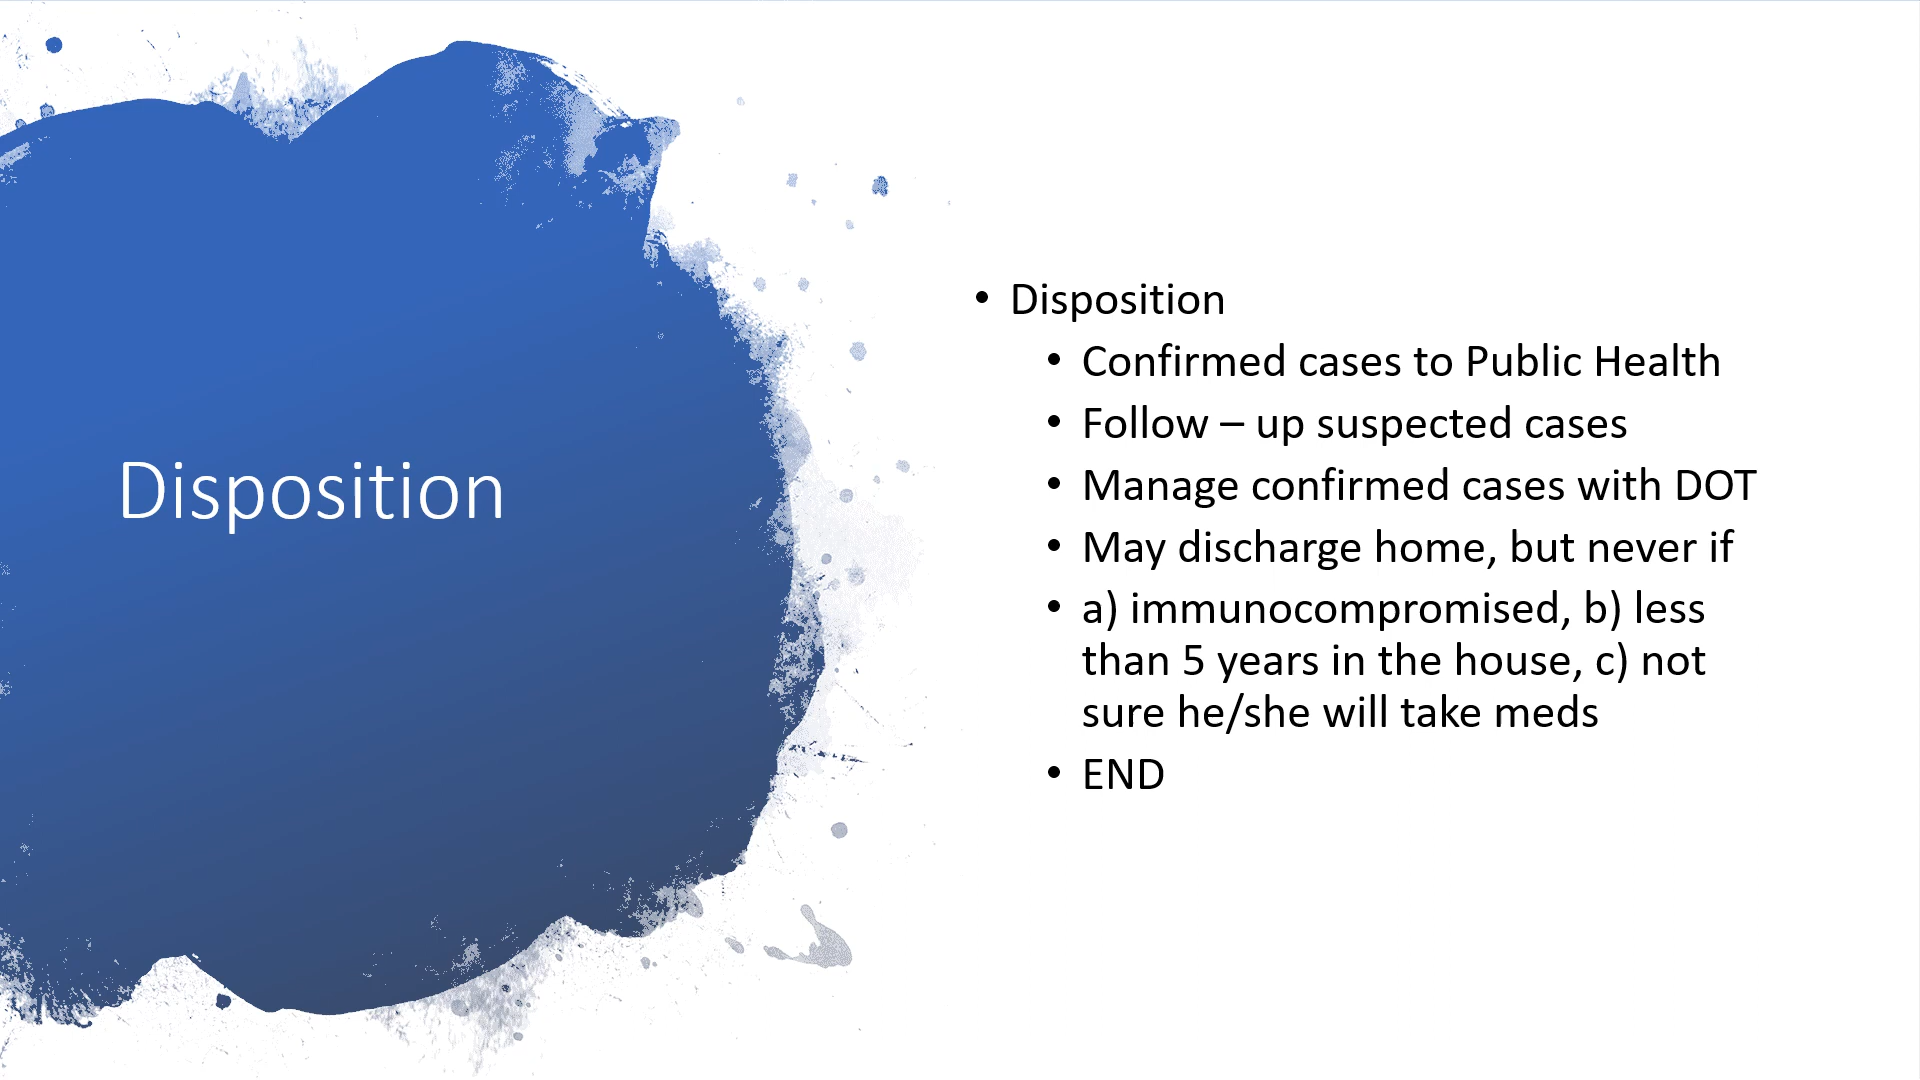 Disposition
• Disposition
• Confirmed cases to Public Health
• Follow – up suspected cases
• Manage confirmed cases with DOT
• May discharge home, but never if
• a) immunocompromised, b) less
than 5 years in the house, c) not
sure he/she will take meds
• END